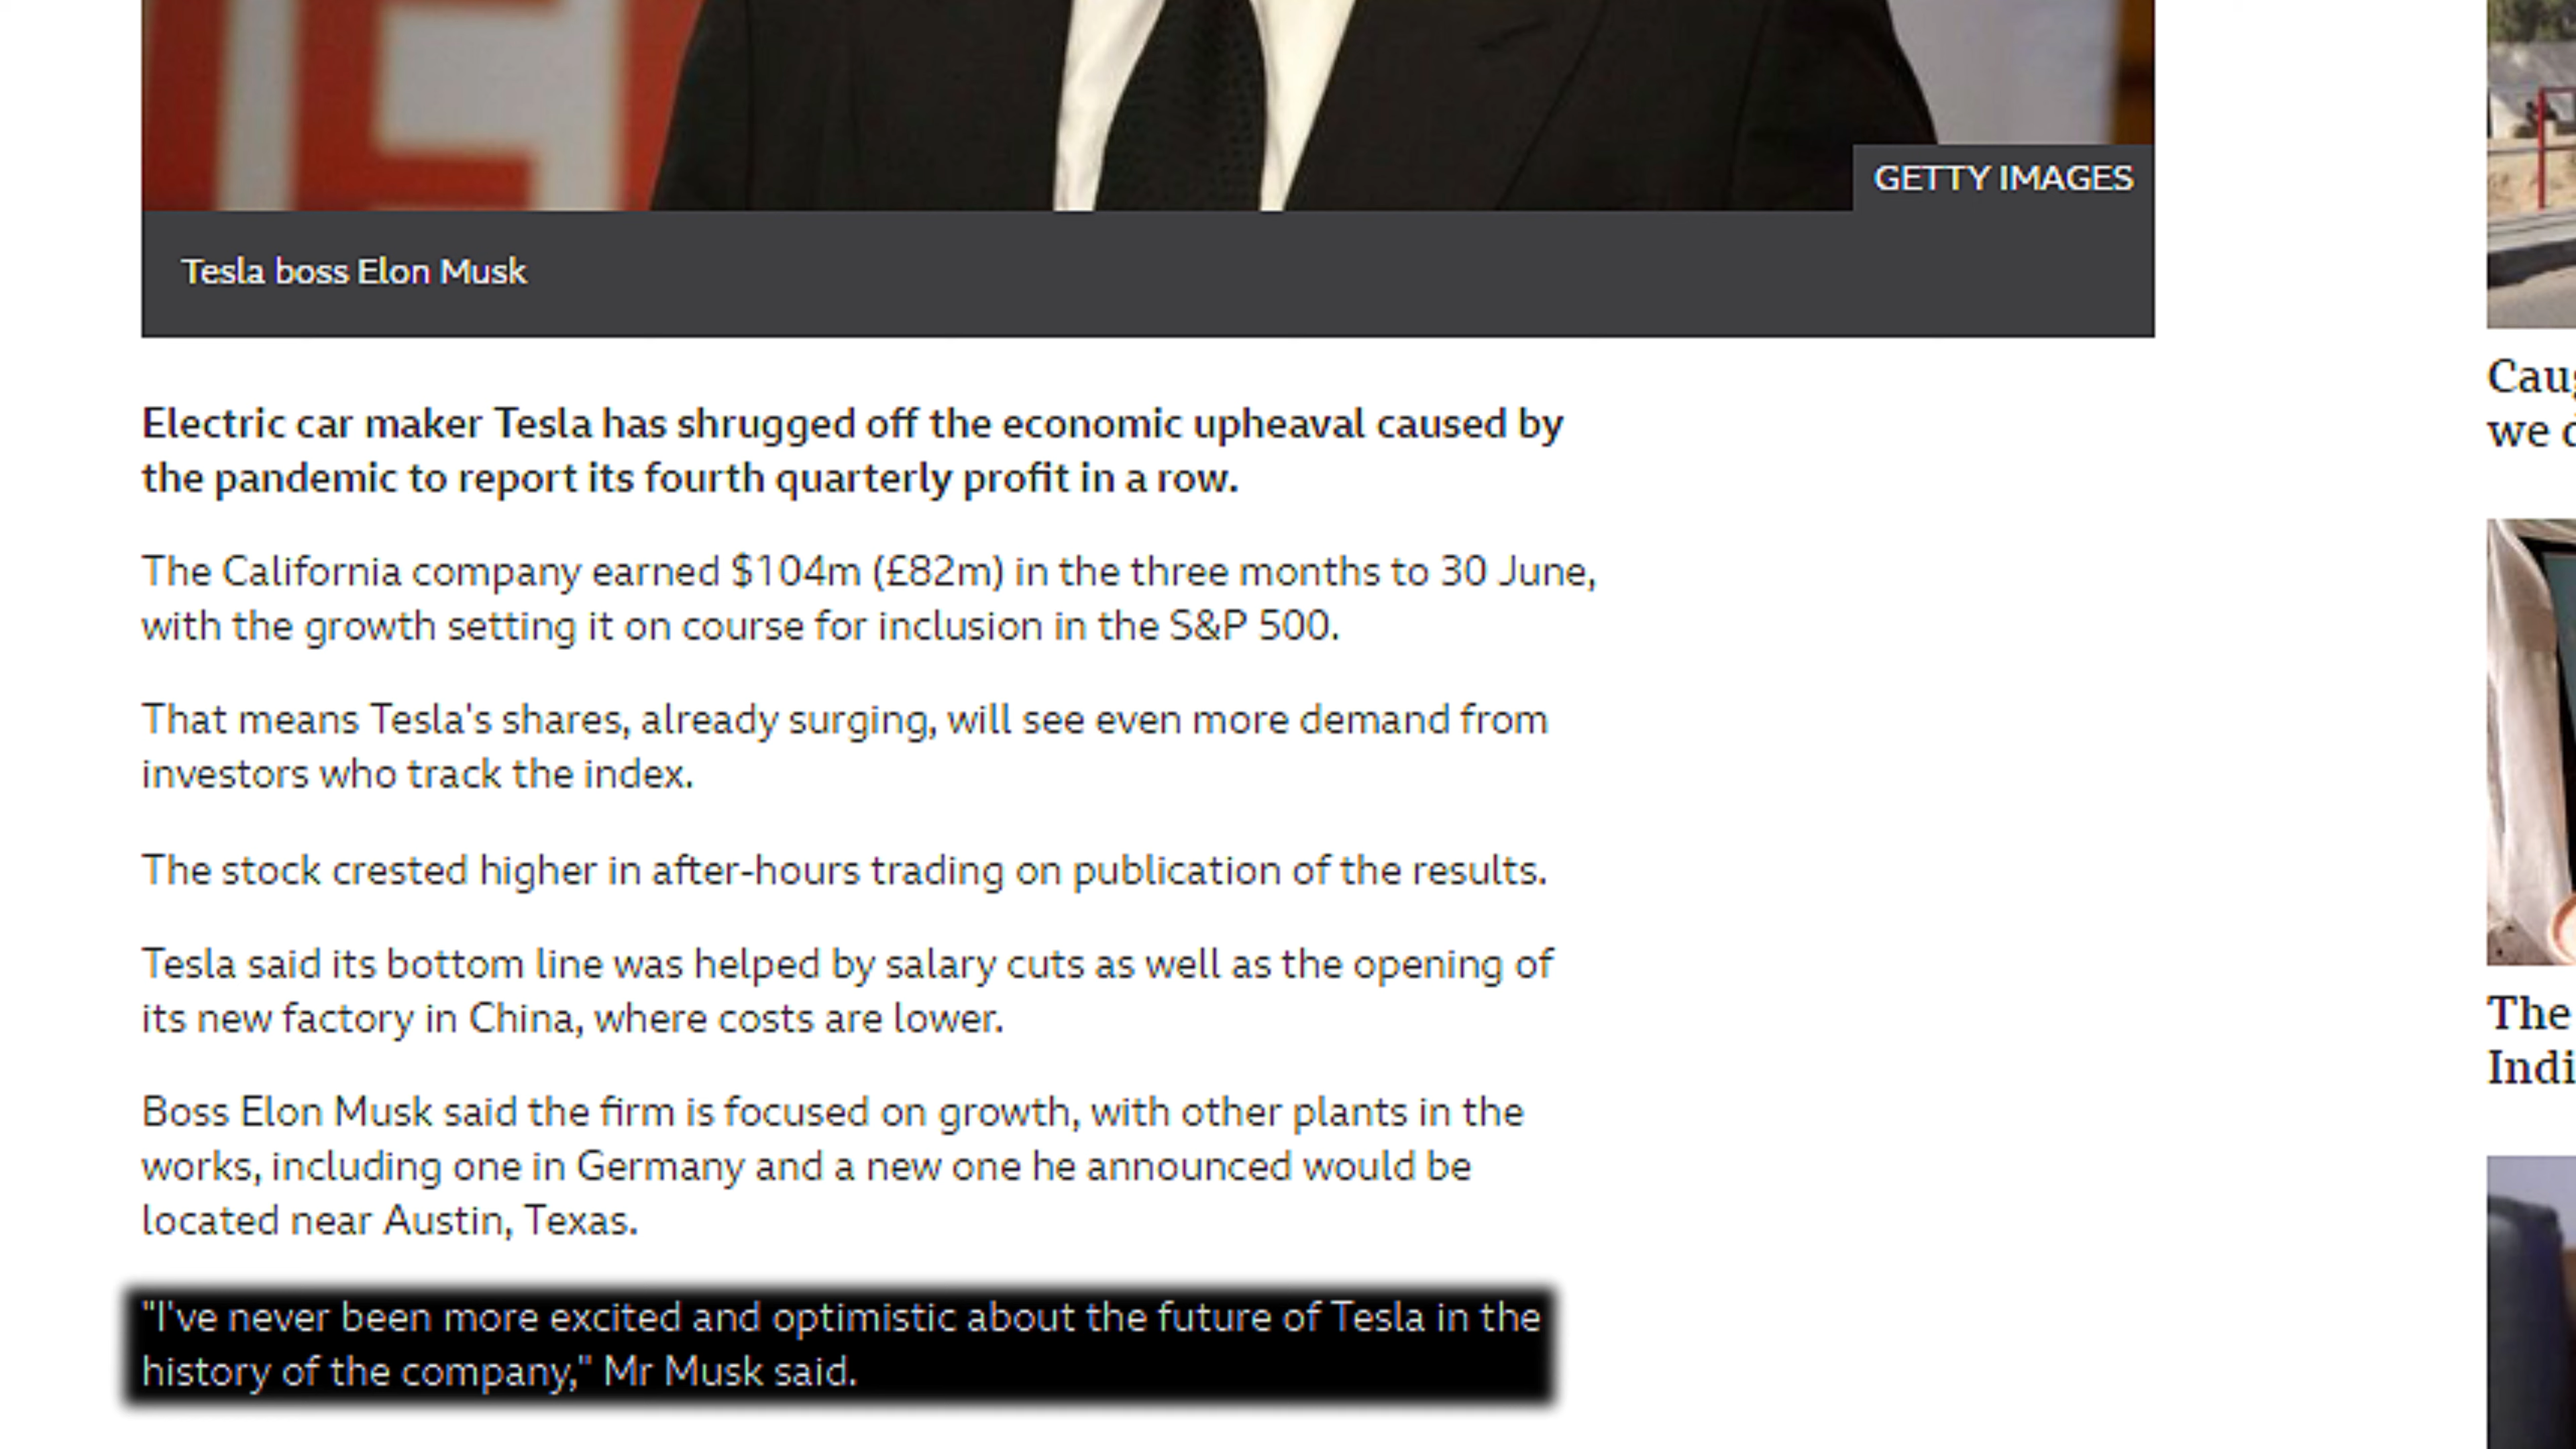 GETTY IMAGES
Tesla boss Elon Musk
Electric car maker Tesla has shrugged off the economic upheaval caused by
the pandemic to report its fourth quarterly profit in a row.
The California company earned $104m (£82m) in the three months to 30 June,
with the growth setting it on course for inclusion in the S&P 500.
That means Tesla's shares, already surging, will see even more demand from
investors who track the index.
The stock crested higher in after-hours trading on publication of the results.
Tesla said its bottom line was helped by salary cuts as well as the opening of
its new factory in China, where costs are lower.
Boss Elon Musk said the firm is focused on growth, with other plants in the
works, including one in Germany and a new one he announced would be
located near Austin, Texas.
"I've never been more excited and optimistic about the future of Tesla in the
history of the company," Mr Musk said.
we
The